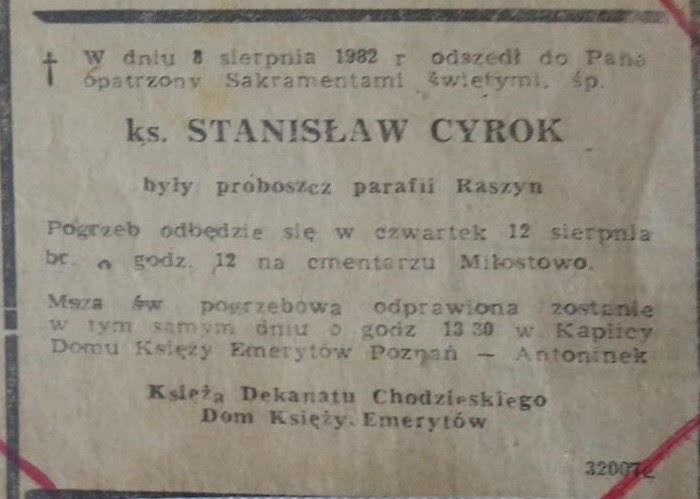 † W dniu 8 sierpnia 1982 r odszedł do Pana
opatrzony Sakramentami świętymi. śp.
ks. STANISŁAW CYROK
były proboszcz parafii Raszyn
Pogrzeb odbędzie się w czwartek 12 sierpnia
br. o godz. 12 na cmentarzu Miłostowo.
Msza św pogrzebowa odprawiona zostanie
w tym samym dniu o godz 13 30 w Kaplicy
Domu Księży Emerytów Poznań — Antoninek
Księża Dekanatu Chodzieskiego
Dom Księży. Emerytów
32007g